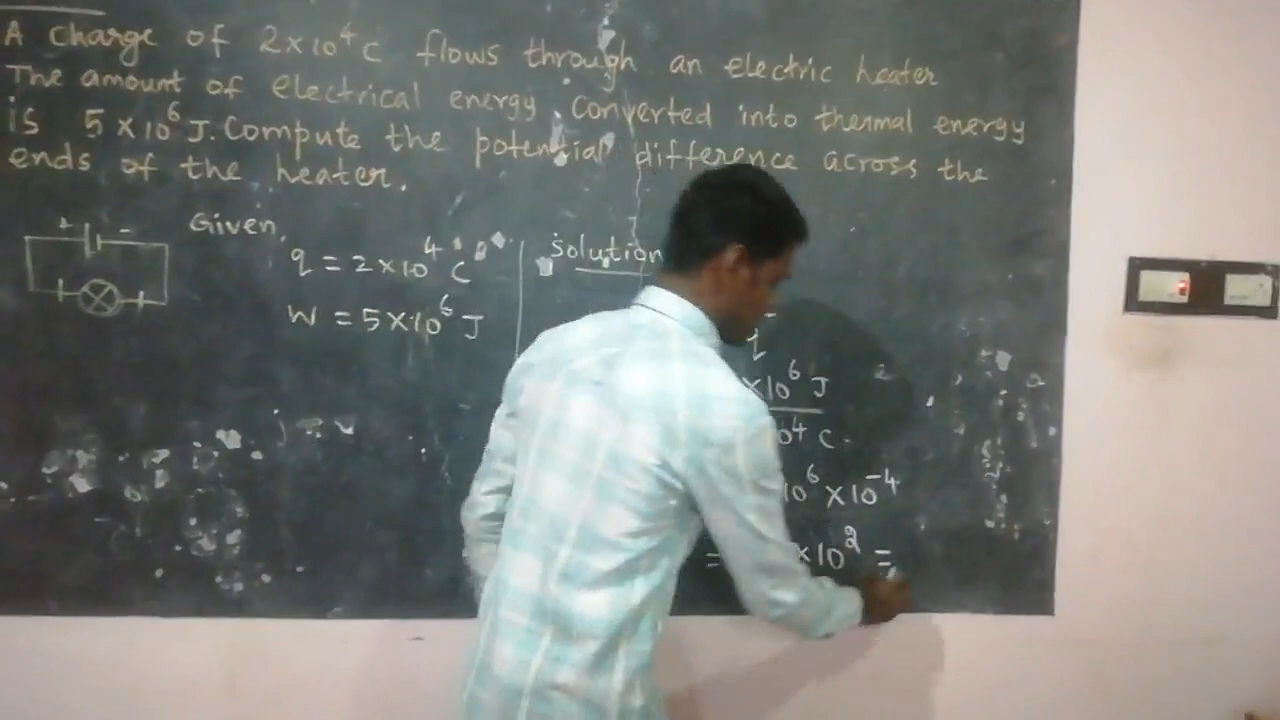 A charge of 2×10⁴ C flows through an electric heater
The amount of electrical energy converted into thermal energy
is 5×10⁶ J. Compute the potential difference across the
ends of the heater.
+ -
Given,
q = 2×10⁴ C
W = 5×10⁶ J
Solution
q
×10⁶ J
0⁴ C
10⁶ × 10⁻⁴
= ×10² =